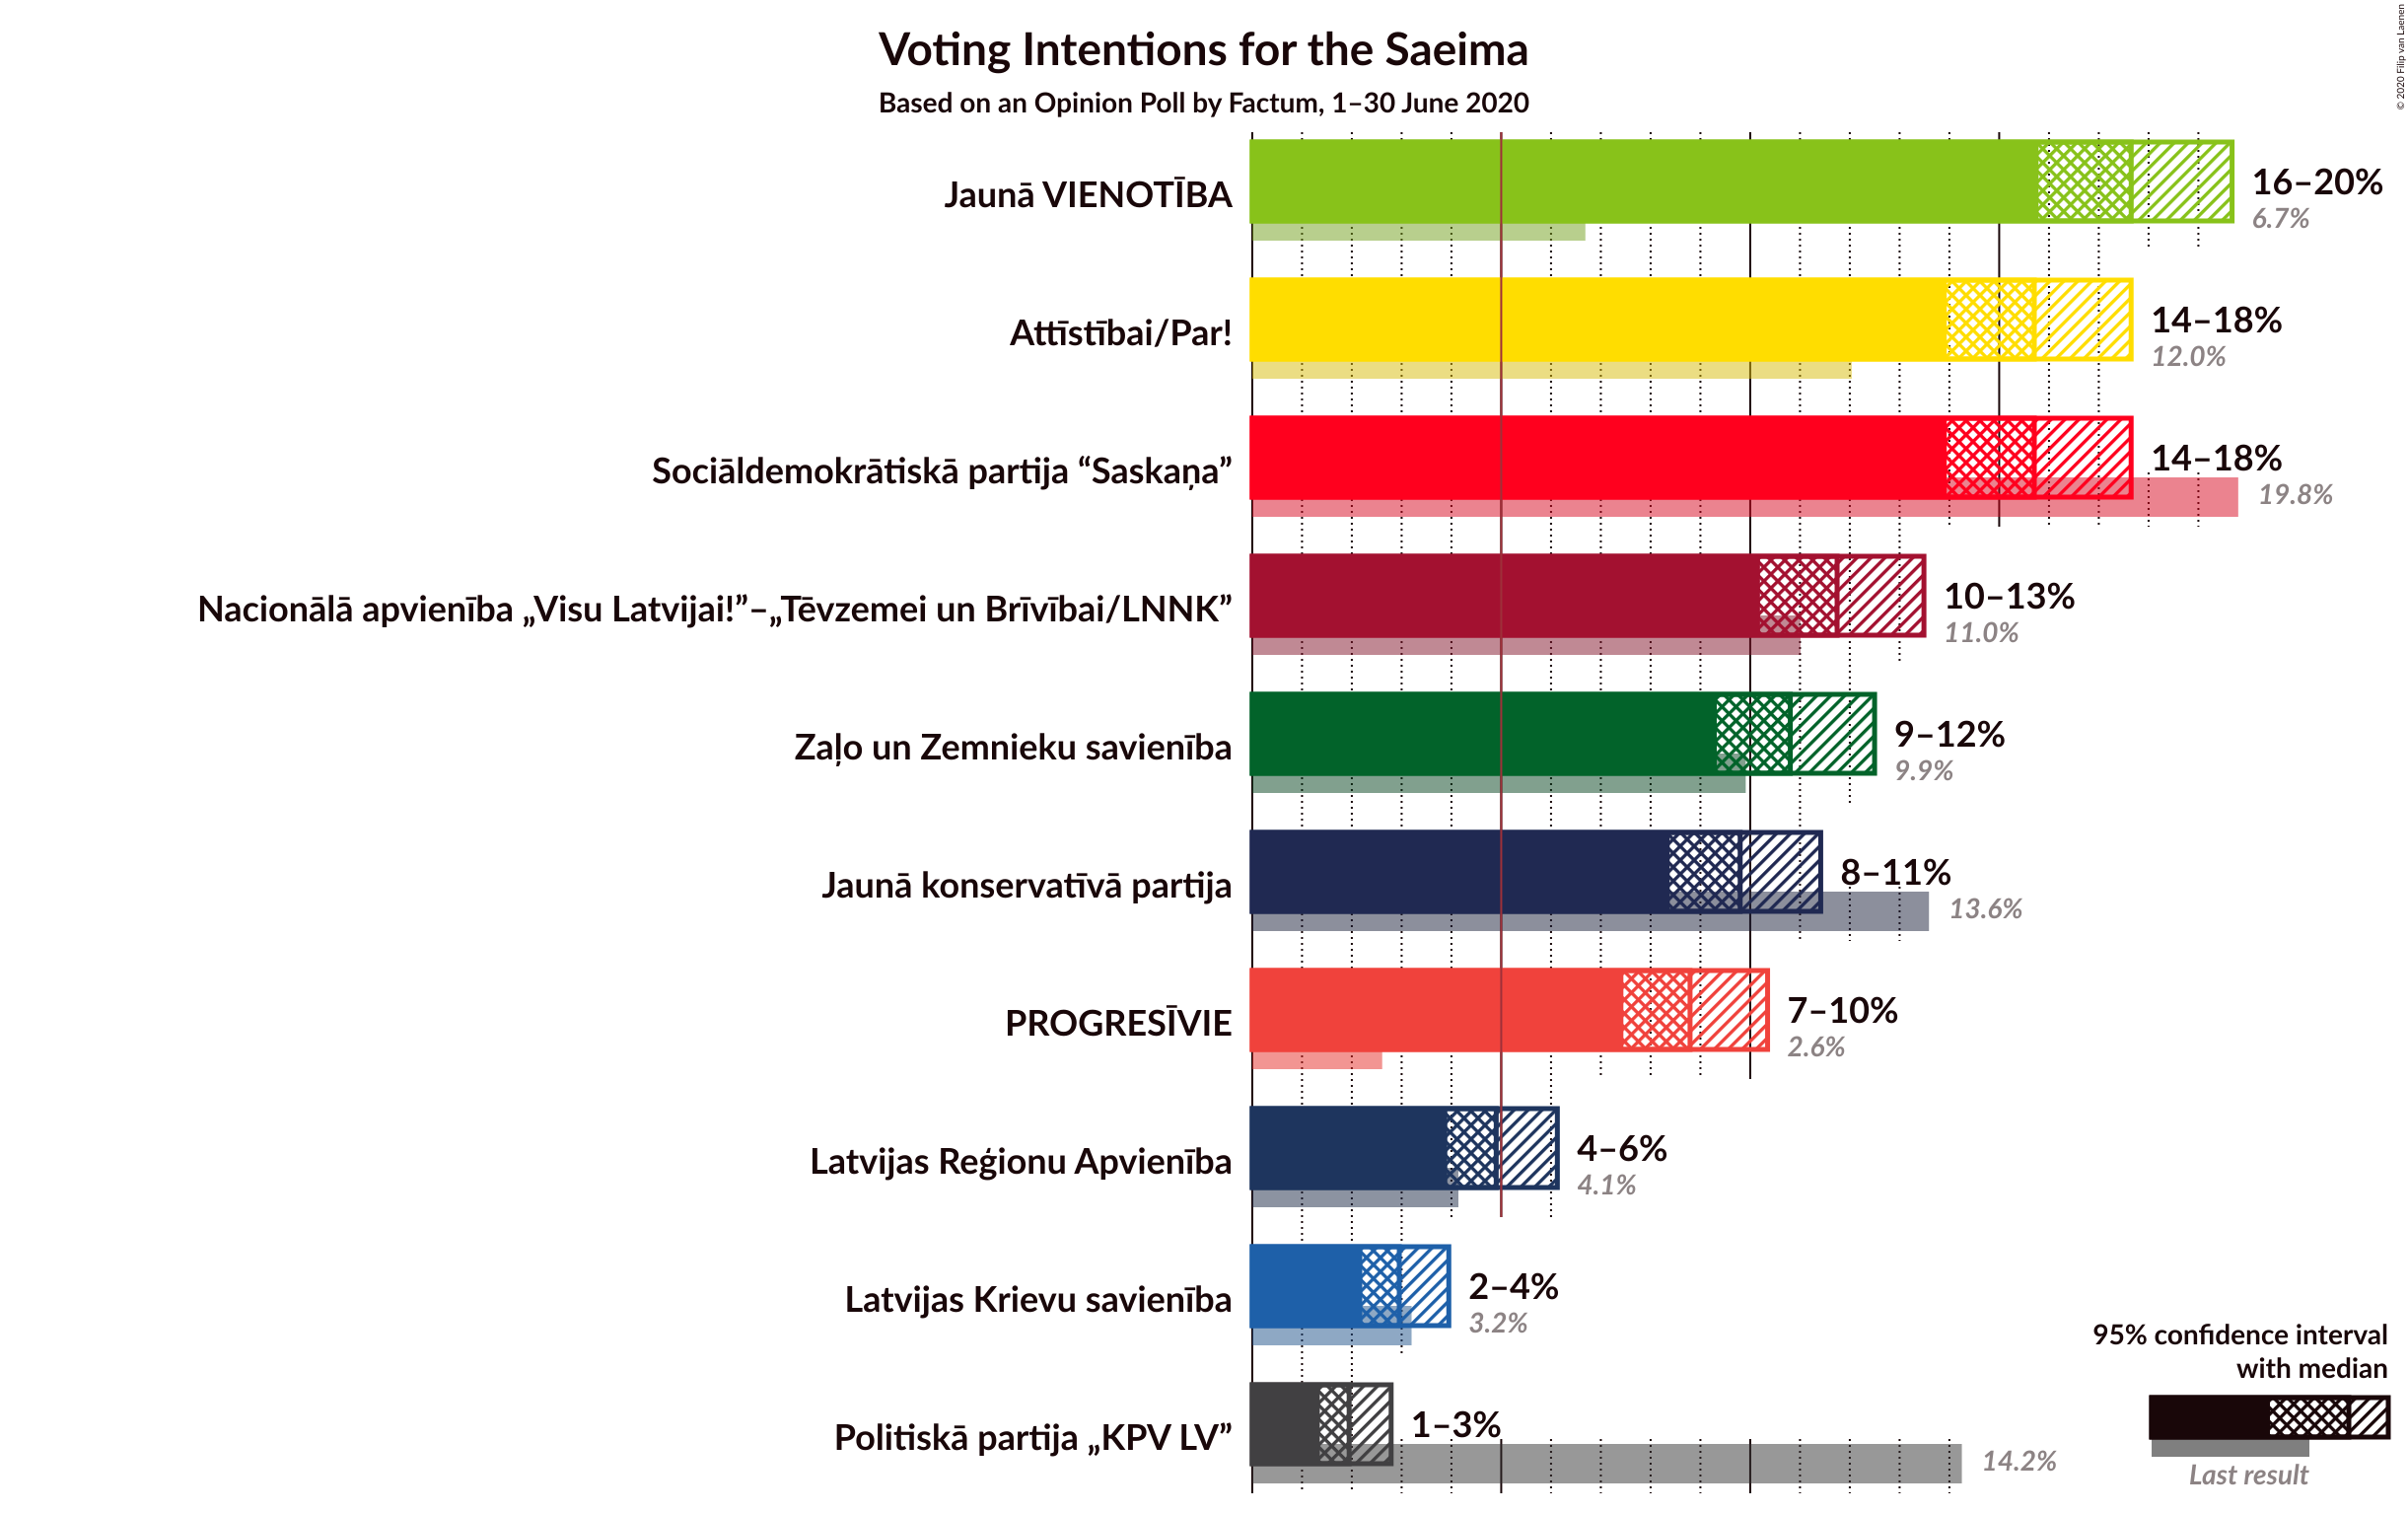 Voting Intentions for the Saeima
Based on an Opinion Poll by Factum, 1–30 June 2020
© 2020 Filip van Laenen
Jaunā VIENOTĪBA
16–20%
6.7%
Attīstībai/Par!
14–18%
12.0%
Sociāldemokrātiskā partija “Saskaņa”
14–18%
19.8%
Nacionālā apvienība „Visu Latvijai!”–„Tēvzemei un Brīvībai/LNNK”
10–13%
11.0%
Zaļo un Zemnieku savienība
9–12%
9.9%
Jaunā konservatīvā partija
8–11%
13.6%
PROGRESĪVIE
7–10%
2.6%
Latvijas Reģionu Apvienība
4–6%
4.1%
Latvijas Krievu savienība
2–4%
3.2%
Politiskā partija „KPV LV”
1–3%
14.2%
95% confidence interval
with median
Last result